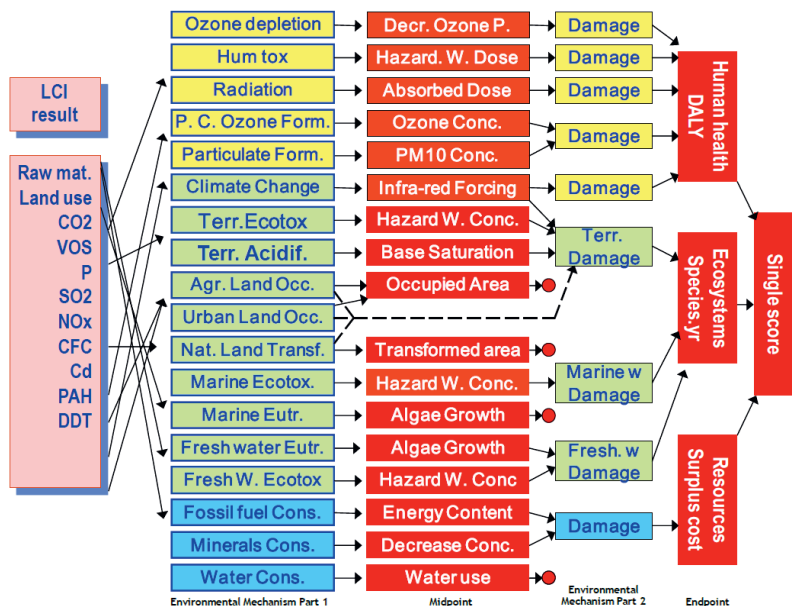 LCI
result
Raw mat.
Land use
CO2
VOS
P
SO2
NOx
CFC
Cd
PAH
DDT
Ozone depletion
Hum tox
Radiation
P. C. Ozone Form.
Particulate Form.
Climate Change
Terr.Ecotox
Terr. Acidif.
Agr. Land Occ.
Urban Land Occ.
Nat. Land Transf.
Marine Ecotox.
Marine Eutr.
Fresh water Eutr.
Fresh W. Ecotox
Fossil fuel Cons.
Minerals Cons.
Water Cons.
Environmental Mechanism Part 1
Decr. Ozone P.
Hazard. W. Dose
Absorbed Dose
Ozone Conc.
PM10 Conc.
Infra-red Forcing
Hazard W. Conc.
Base Saturation
Occupied Area
Transformed area
Hazard W. Conc.
Algae Growth
Algae Growth
Hazard W. Conc
Energy Content
Decrease Conc.
Water use
Midpoint
Damage
Damage
Damage
Damage
Damage
Terr.
Damage
Marine w
Damage
Fresh. w
Damage
Damage
Environmental
Mechanism Part 2
Human health
DALY
Ecosystems
Species.yr
Resources
Surplus cost
Endpoint
Single score